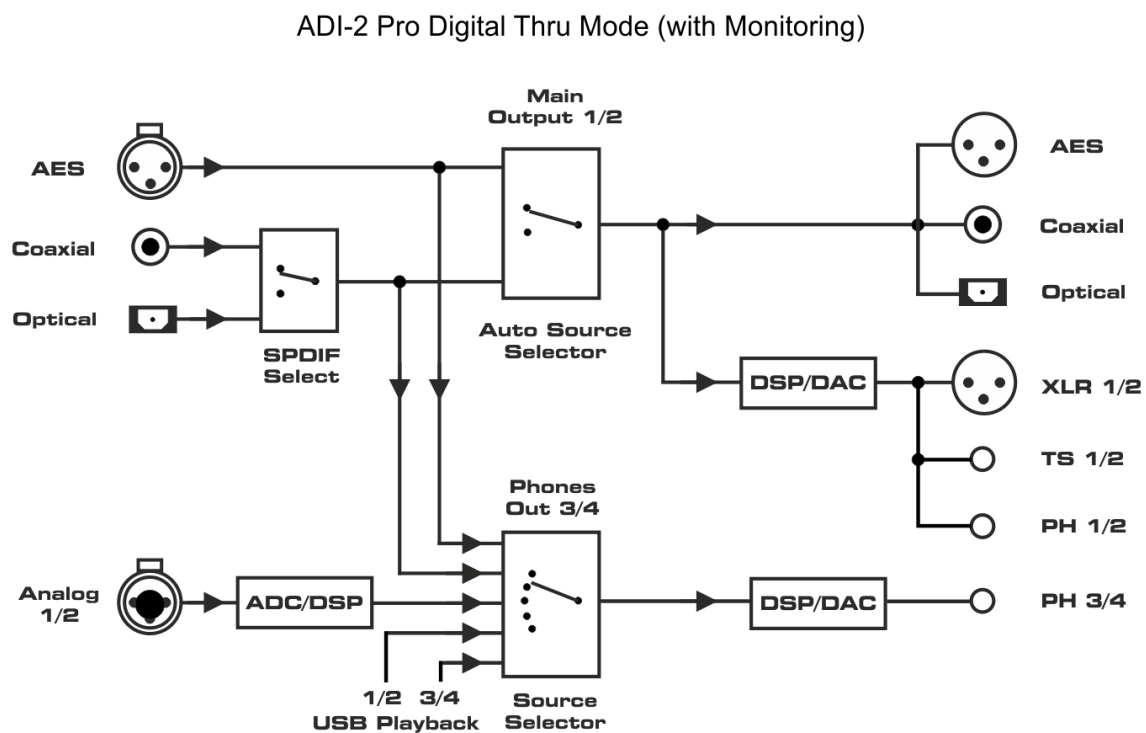 ADI-2 Pro Digital Thru Mode (with Monitoring)
Main
Output 1/2
AES
AES
Coaxial
Coaxial
Optical
Optical
SPDIF
Select
Auto Source
Selector
DSP/DAC
XLR 1/2
TS 1/2
Phones
Out 3/4
PH 1/2
Analog
1/2
ADC/DSP
DSP/DAC
PH 3/4
1/2 3/4
USB Playback
Source
Selector